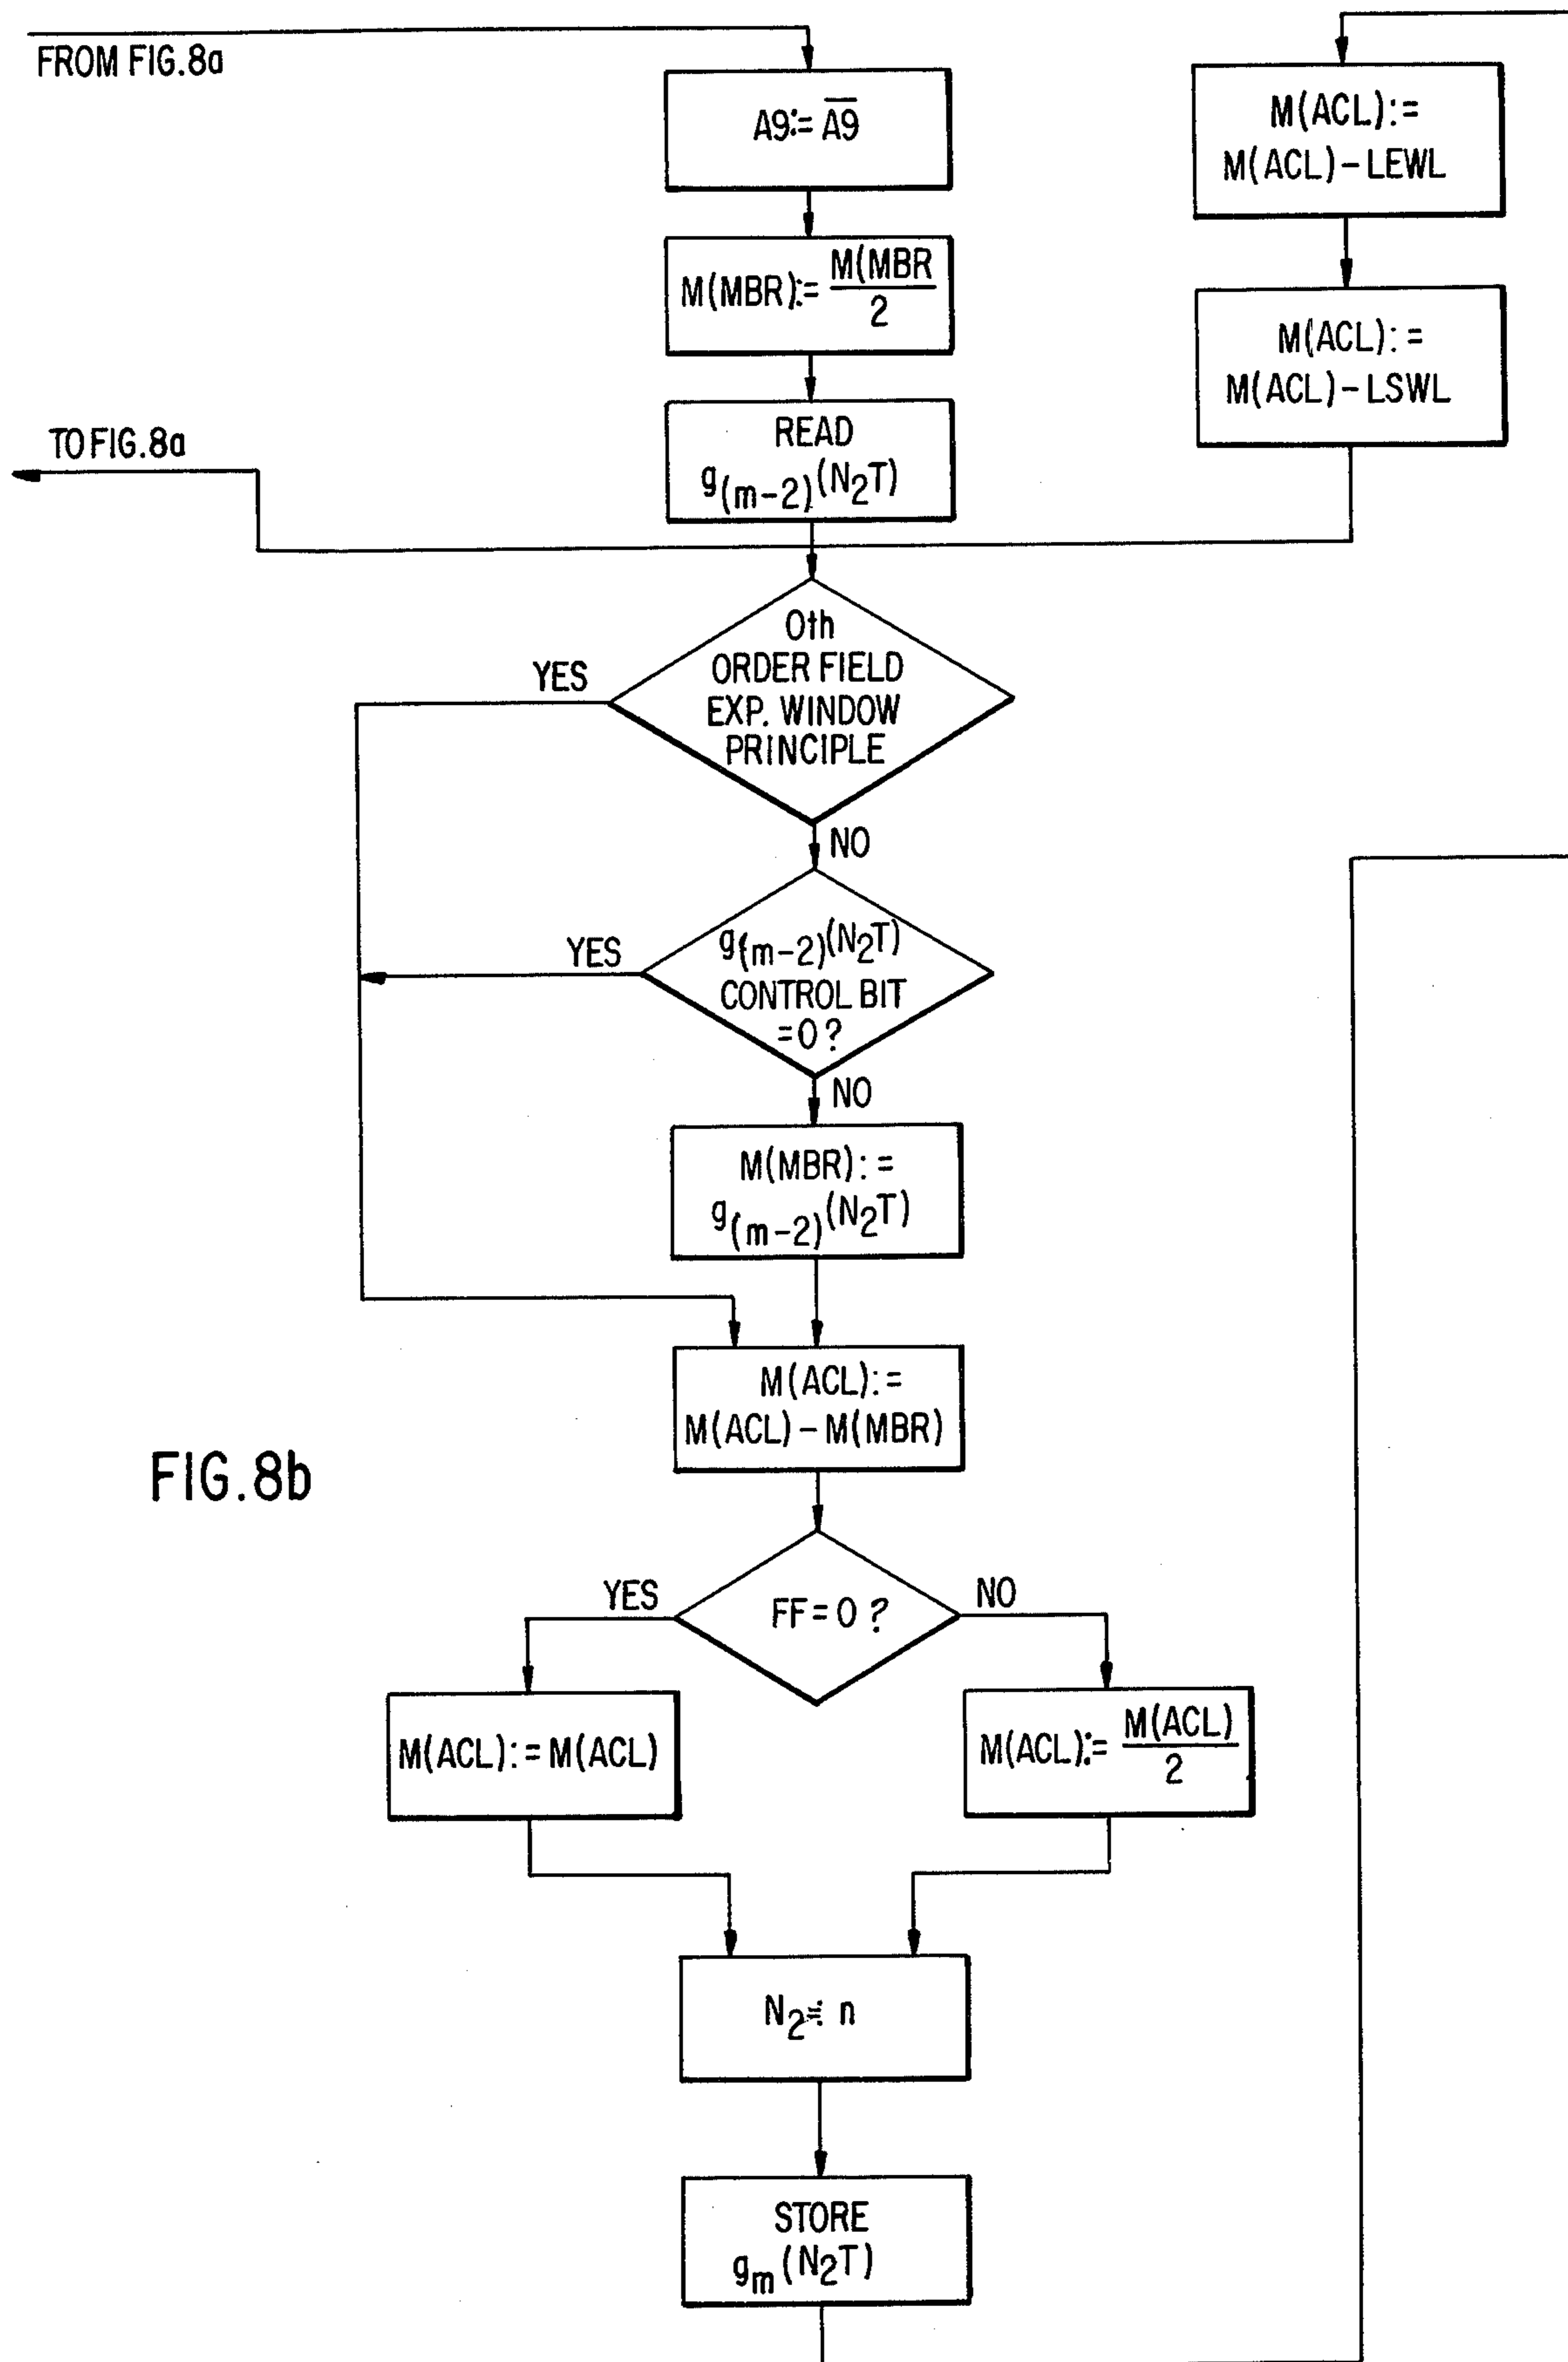 FROM FIG.8a
A9:= A̅9̅
M(MBR):= M(MBR
2
READ
g(m-2)(N2T)
M(ACL):=
M(ACL)-LEWL
M(ACL):=
M(ACL)-LSWL
TO FIG.8a
0th
ORDER FIELD
EXP. WINDOW
PRINCIPLE
YES
NO
g(m-2)(N2T)
CONTROL BIT
=0?
YES
NO
M(MBR):=
g(m-2)(N2T)
M(ACL):=
M(ACL)-M(MBR)
FIG.8b
FF=0?
YES
NO
M(ACL):=M(ACL)
M(ACL):= M(ACL)
2
N2=: n
STORE
gm(N2T)